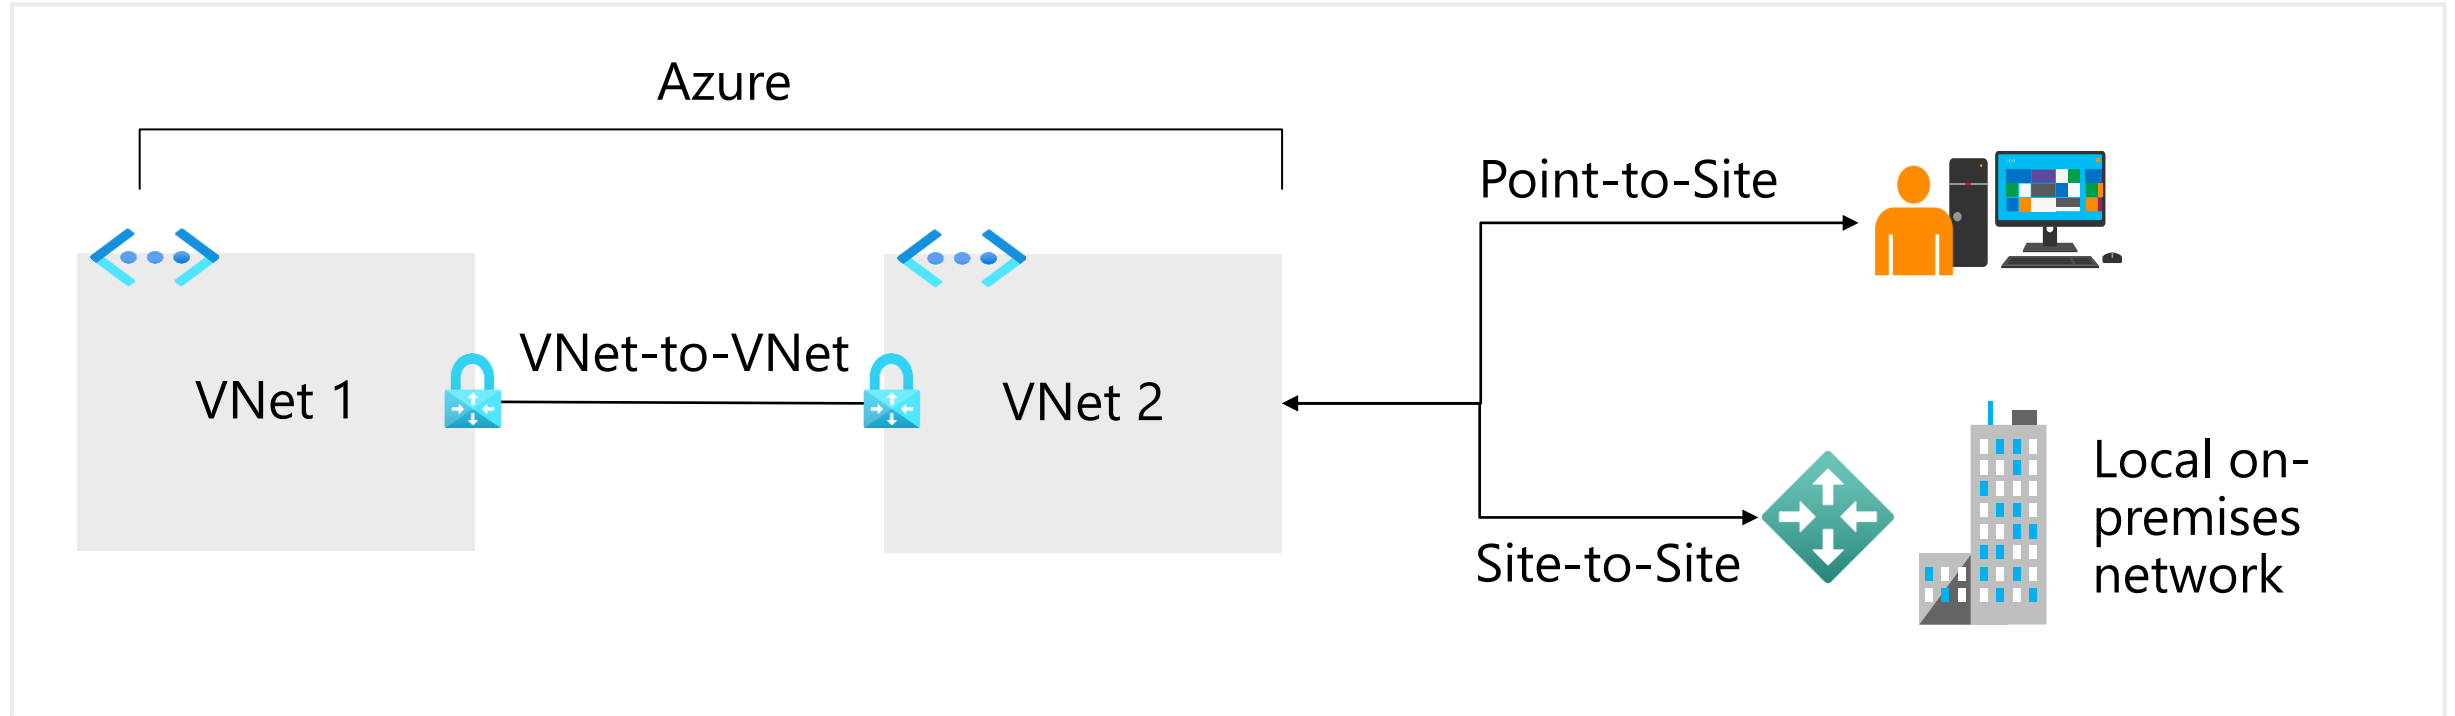 Azure
Point-to-Site
VNet-to-VNet
VNet 1
VNet 2
Local on-
premises
network
Site-to-Site